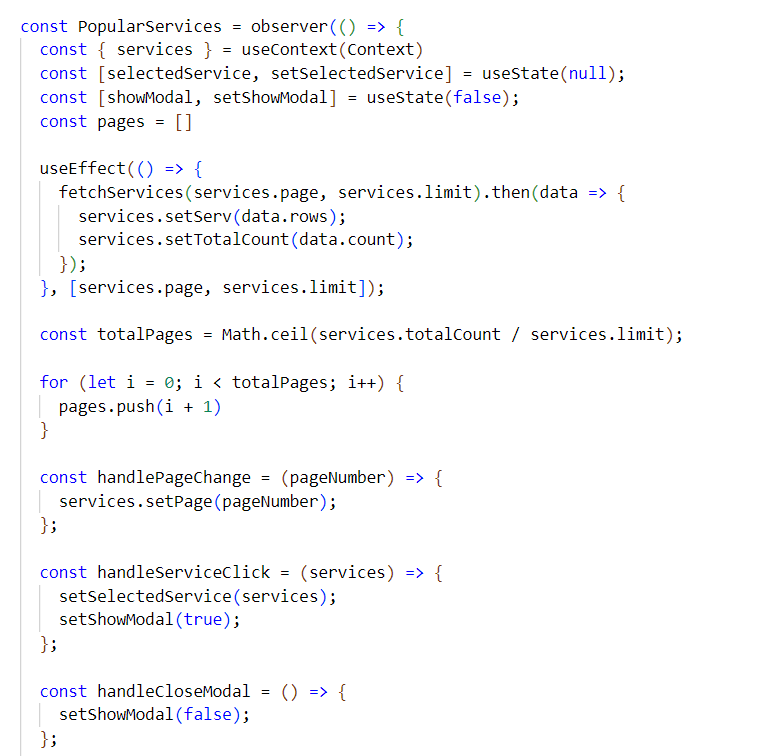 const PopularServices = observer(() => {
const { services } = useContext(Context)
const [selectedService, setSelectedService] = useState(null);
const [showModal, setShowModal] = useState(false);
const pages = []
useEffect(() => {
fetchServices(services.page, services.limit).then(data => {
services.setServ(data.rows);
services.setTotalCount(data.count);
});
}, [services.page, services.limit]);
const totalPages = Math.ceil(services.totalCount / services.limit);
for (let i = 0; i < totalPages; i++) {
pages.push(i + 1)
}
const handlePageChange = (pageNumber) => {
services.setPage(pageNumber);
};
const handleServiceClick = (services) => {
setSelectedService(services);
setShowModal(true);
};
const handleCloseModal = () => {
setShowModal(false);
};